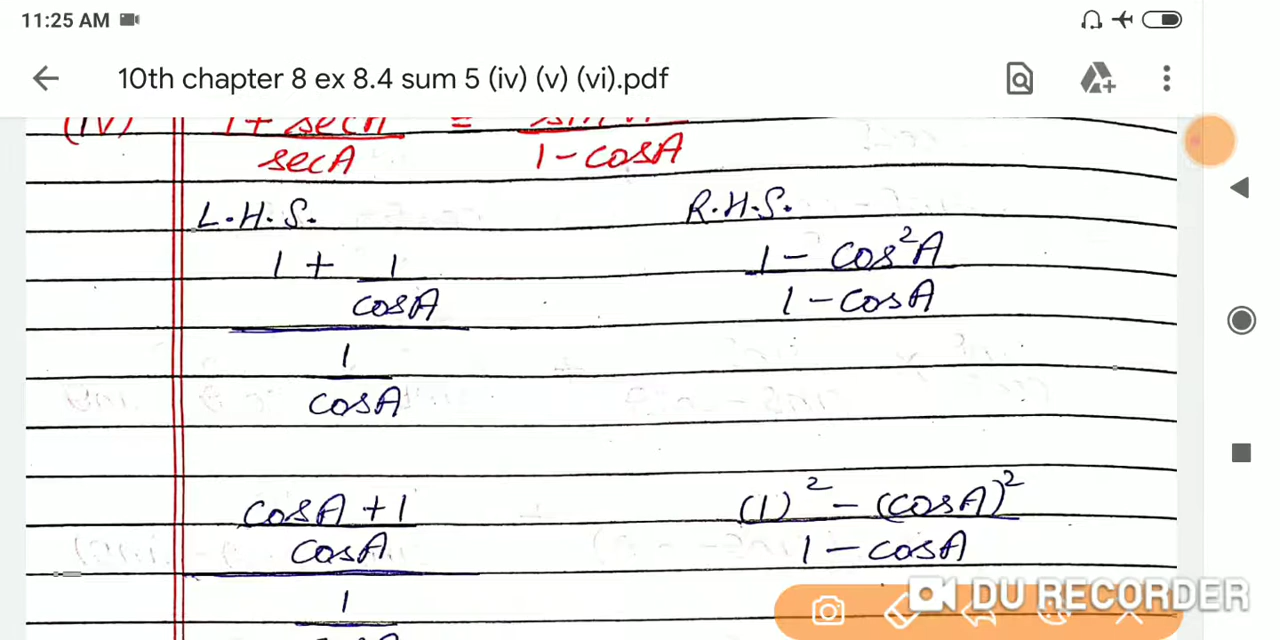 11:25 AM
10th chapter 8 ex 8.4 sum 5 (iv) (v) (vi).pdf
(iv) 1 + secA / secA = / 1 - cosA
L.H.S. R.H.S.
1 + 1 / cosA
1 / cosA
1 - cos²A / 1 - cosA
cosA + 1 / cosA
1
(1)² - (cosA)² / 1 - cosA
DU RECORDER